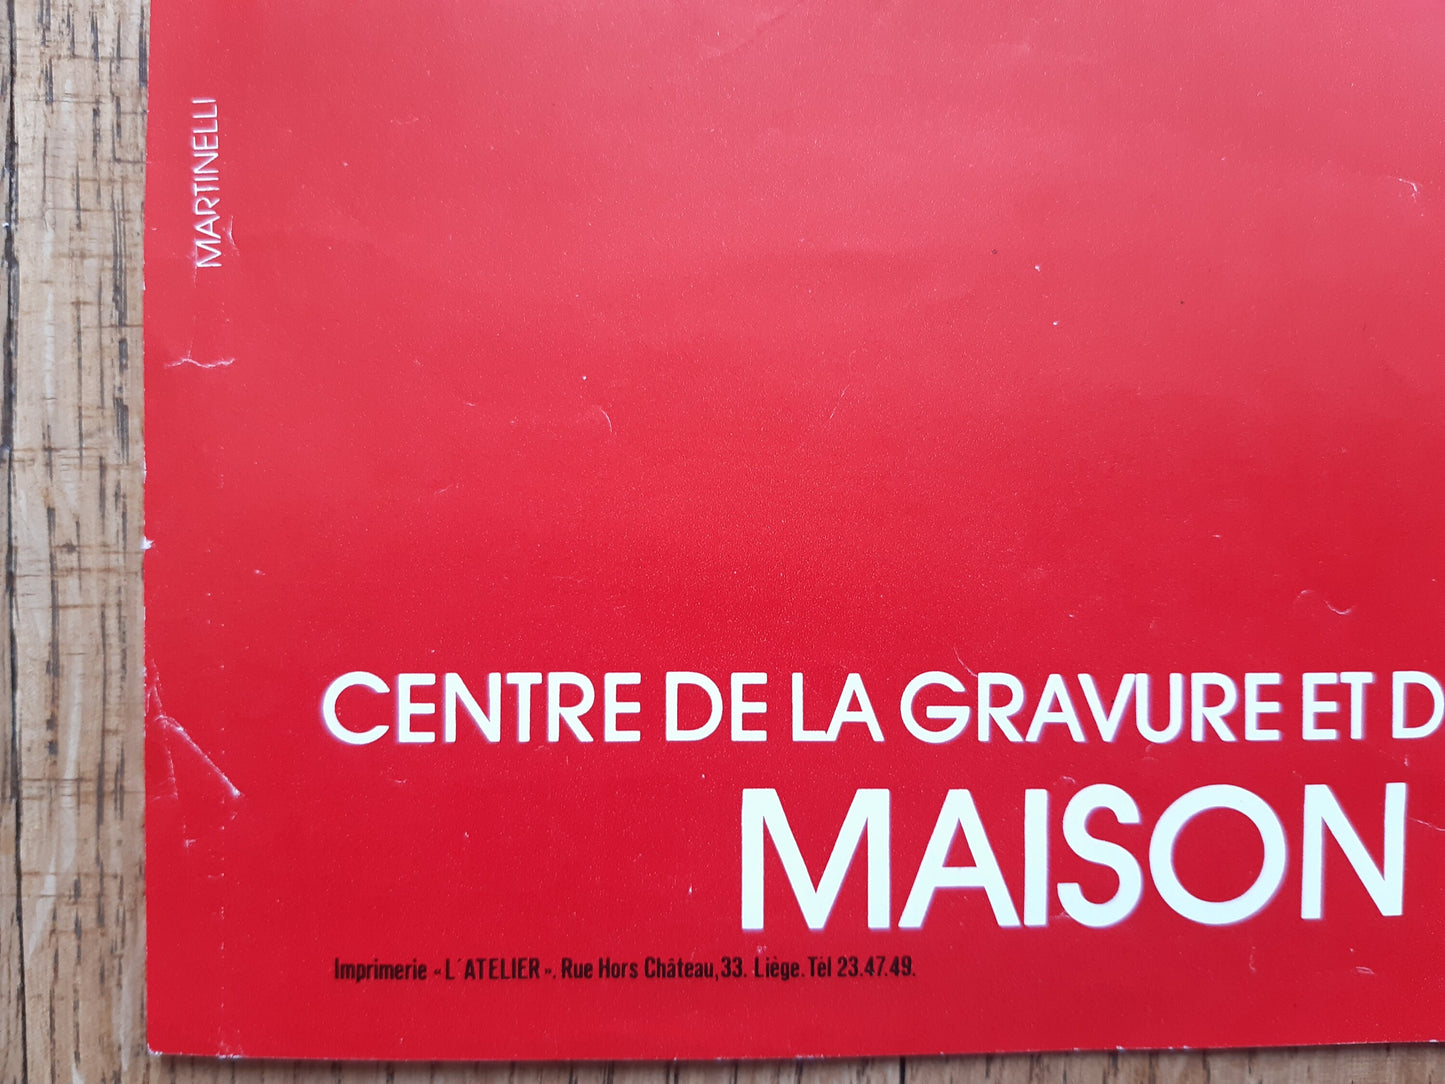 MARTINELLI
CENTRE DE LA GRAVURE ET D
MAISON
Imprimerie «L'ATELIER». Rue Hors Château, 33. Liège. Tél 23.47.49.